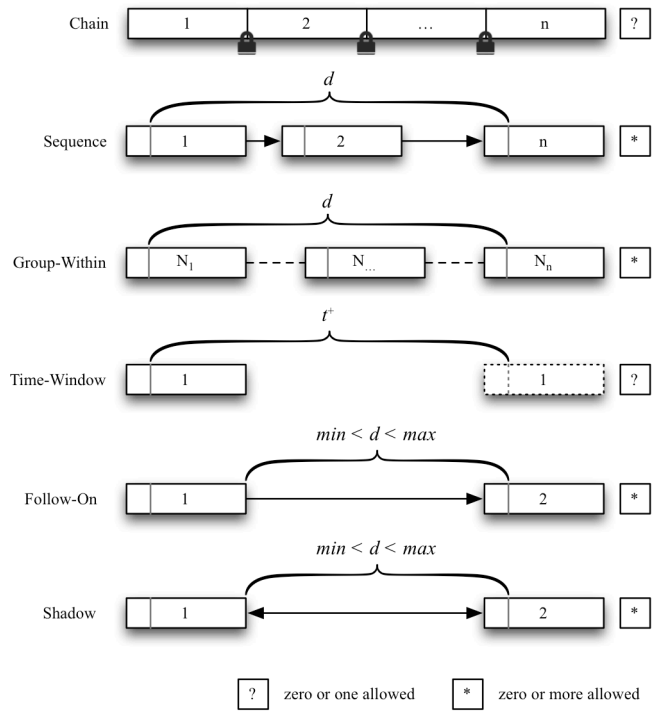 Chain 1 2 … n ?
d
Sequence 1 2 n *
d
Group-Within N1 N... Nn *
t+
Time-Window 1 1 ?
min < d < max
Follow-On 1 2 *
min < d < max
Shadow 1 2 *
? zero or one allowed * zero or more allowed